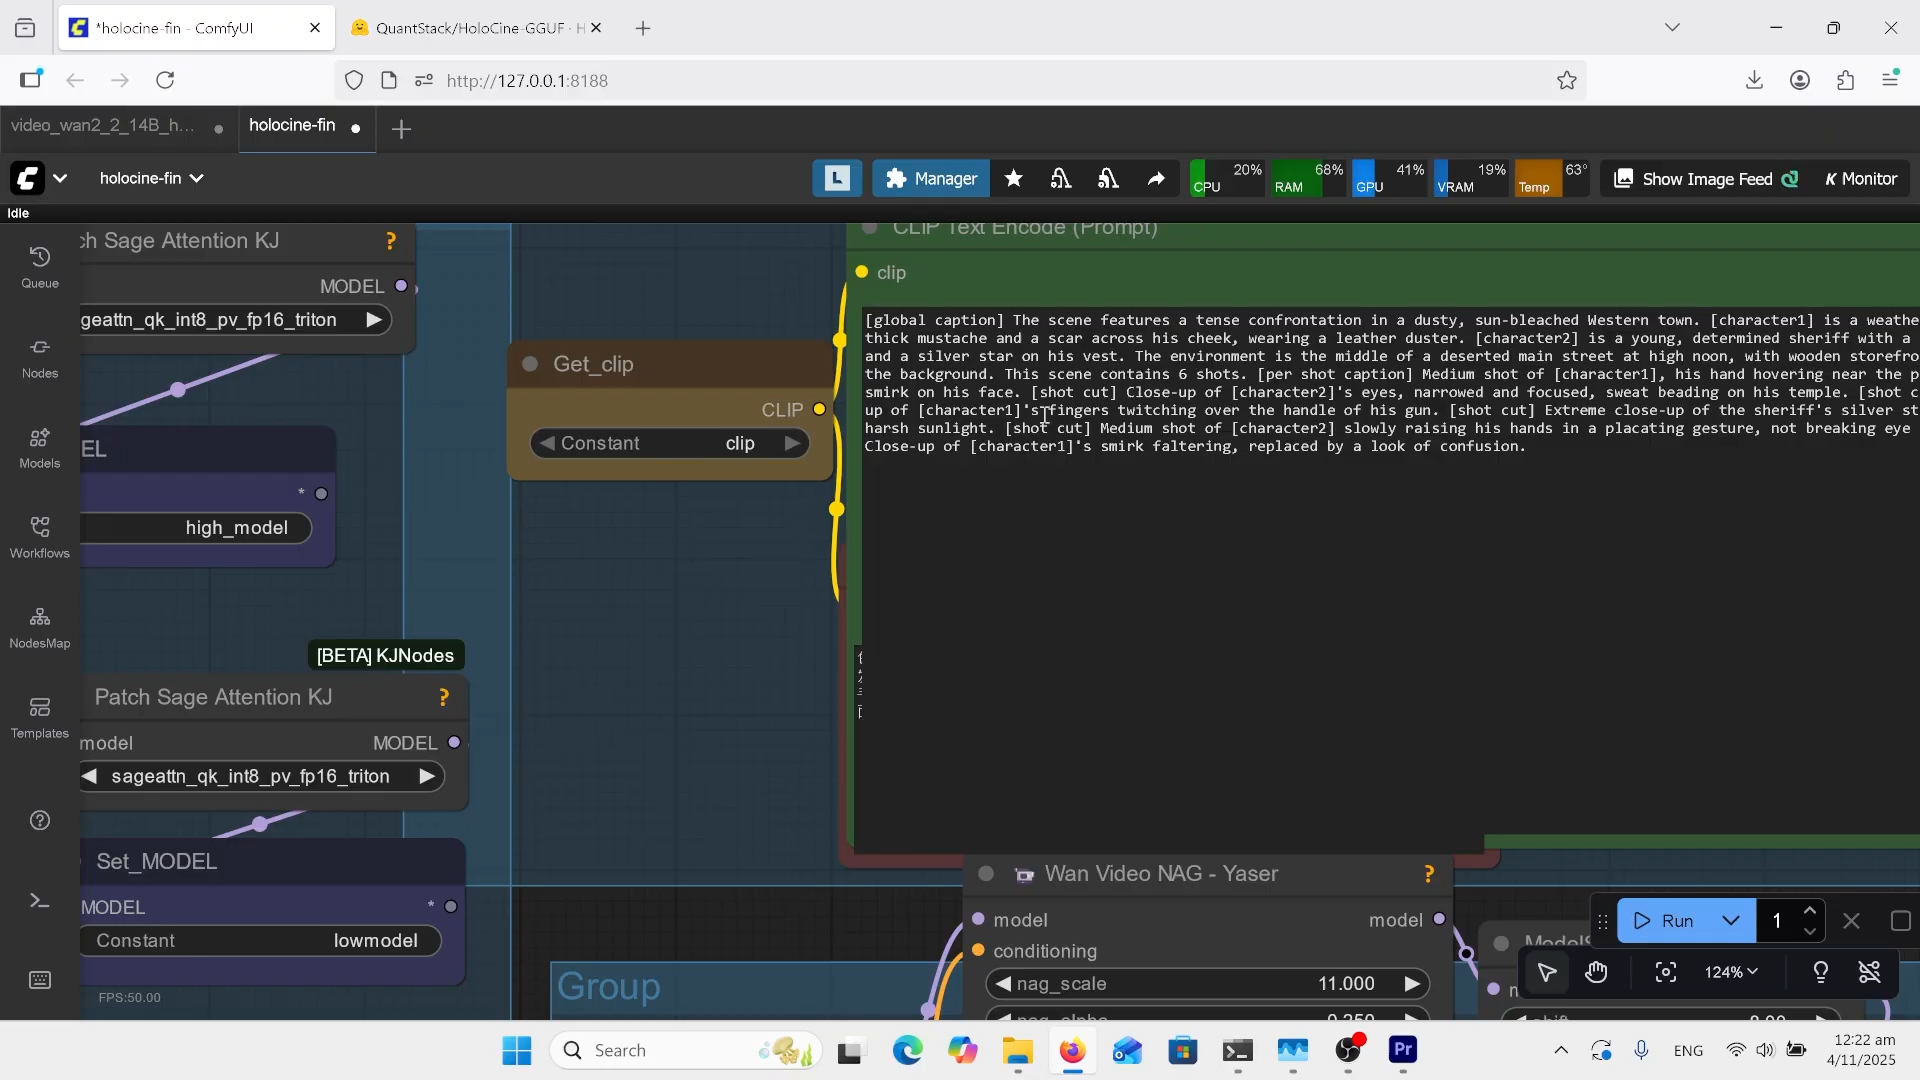 *holocine-fin - ComfyUI
QuantStack/HoloCine-GGUF · H
http://127.0.0.1:8188
video_wan2_2_14B_h...
holocine-fin
holocine-fin
L
Manager
CPU 20%
RAM 68%
GPU 41%
VRAM 19%
Temp 63°
Show Image Feed
K Monitor
Idle
Queue
Nodes
Models
Workflows
NodesMap
Templates
ch Sage Attention KJ ?
MODEL
geattn_qk_int8_pv_fp16_triton
EL
*
high_model
[BETA] KJNodes
Patch Sage Attention KJ ?
model MODEL
sageattn_qk_int8_pv_fp16_triton
Set_MODEL
MODEL *
Constant lowmodel
FPS:50.00
Get_clip
CLIP
Constant clip
CLIP Text Encode (Prompt)
clip
[global caption] The scene features a tense confrontation in a dusty, sun-bleached Western town. [character1] is a weathe
thick mustache and a scar across his cheek, wearing a leather duster. [character2] is a young, determined sheriff with a
and a silver star on his vest. The environment is the middle of a deserted main street at high noon, with wooden storefro
the background. This scene contains 6 shots. [per shot caption] Medium shot of [character1], his hand hovering near the p
smirk on his face. [shot cut] Close-up of [character2]'s eyes, narrowed and focused, sweat beading on his temple. [shot c
up of [character1]'s fingers twitching over the handle of his gun. [shot cut] Extreme close-up of the sheriff's silver st
harsh sunlight. [shot cut] Medium shot of [character2] slowly raising his hands in a placating gesture, not breaking eye
Close-up of [character1]'s smirk faltering, replaced by a look of confusion.
Wan Video NAG - Yaser ?
model model
conditioning
nag_scale 11.000
Group
Run 1
124%
Search
Pr
ENG
12:22 am
4/11/2025